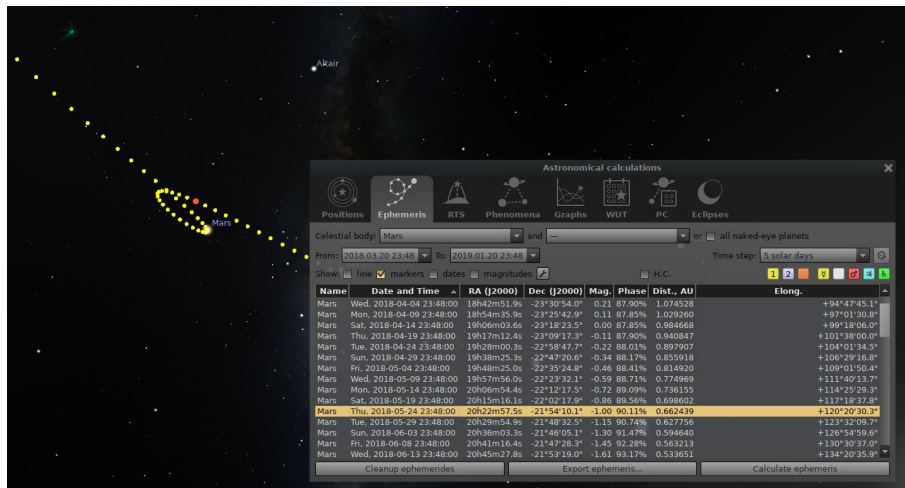 Altair
Mars
Astronomical calculations
Positions Ephemeris RTS Phenomena Graphs WUT PC Eclipses
Celestial body: Mars and --- or all naked-eye planets
From: 2018.03.20 23:48 To: 2019.01.20 23:48 Time step: 5 solar days
Show: line markers dates magnitudes H.C. 1 2 ☿ ♂ ♃ ♄
Name Date and Time RA (J2000) Dec (J2000) Mag. Phase Dist., AU Elong.
Mars Wed, 2018-04-04 23:48:00 18h42m51.9s -23°30'54.0" 0.21 87.90% 1.074528 +94°47'45.1"
Mars Mon, 2018-04-09 23:48:00 18h54m35.9s -23°25'42.9" 0.11 87.85% 1.029260 +97°01'30.8"
Mars Sat, 2018-04-14 23:48:00 19h06m03.6s -23°18'23.5" 0.00 87.85% 0.984668 +99°18'06.0"
Mars Thu, 2018-04-19 23:48:00 19h17m12.4s -23°09'17.3" -0.11 87.90% 0.940847 +101°38'00.0"
Mars Tue, 2018-04-24 23:48:00 19h28m00.3s -22°58'47.7" -0.22 88.01% 0.897907 +104°01'34.5"
Mars Sun, 2018-04-29 23:48:00 19h38m25.3s -22°47'20.6" -0.34 88.17% 0.855918 +106°29'16.8"
Mars Fri, 2018-05-04 23:48:00 19h48m25.0s -22°35'24.8" -0.46 88.41% 0.814920 +109°01'50.4"
Mars Wed, 2018-05-09 23:48:00 19h57m56.0s -22°23'32.1" -0.59 88.71% 0.774969 +111°40'13.7"
Mars Mon, 2018-05-14 23:48:00 20h06m54.4s -22°12'17.5" -0.72 89.09% 0.736155 +114°25'29.3"
Mars Sat, 2018-05-19 23:48:00 20h15m16.1s -22°02'17.9" -0.86 89.56% 0.698602 +117°18'37.8"
Mars Thu, 2018-05-24 23:48:00 20h22m57.5s -21°54'10.1" -1.00 90.11% 0.662439 +120°20'30.3"
Mars Tue, 2018-05-29 23:48:00 20h29m54.9s -21°48'32.5" -1.15 90.74% 0.627756 +123°32'09.7"
Mars Sun, 2018-06-03 23:48:00 20h36m03.3s -21°46'05.1" -1.30 91.47% 0.594640 +126°54'59.6"
Mars Fri, 2018-06-08 23:48:00 20h41m16.4s -21°47'28.3" -1.45 92.28% 0.563213 +130°30'37.0"
Mars Wed, 2018-06-13 23:48:00 20h45m27.8s -21°53'19.0" -1.61 93.17% 0.533651 +134°20'35.9"
Cleanup ephemerides Export ephemeris... Calculate ephemeris